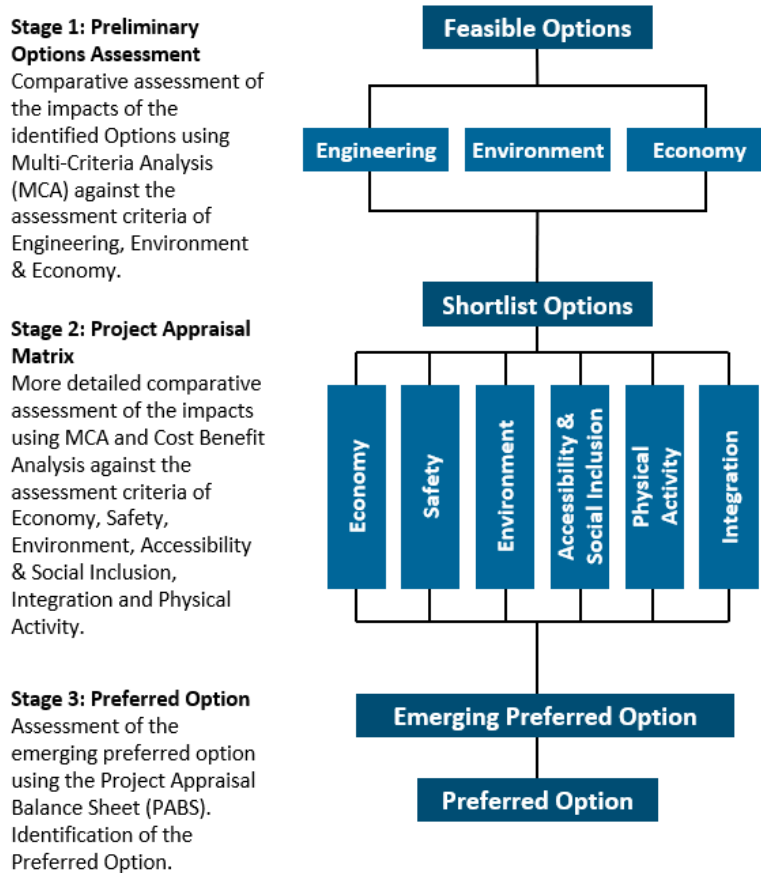 Stage 1: Preliminary
Options Assessment
Comparative assessment of
the impacts of the
identified Options using
Multi-Criteria Analysis
(MCA) against the
assessment criteria of
Engineering, Environment
& Economy.
Feasible Options
Engineering
Environment
Economy
Shortlist Options
Stage 2: Project Appraisal
Matrix
More detailed comparative
assessment of the impacts
using MCA and Cost Benefit
Analysis against the
assessment criteria of
Economy, Safety,
Environment, Accessibility
& Social Inclusion,
Integration and Physical
Activity.
Economy
Safety
Environment
Accessibility &
Social Inclusion
Physical
Activity
Integration
Stage 3: Preferred Option
Assessment of the
emerging preferred option
using the Project Appraisal
Balance Sheet (PABS).
Identification of the
Preferred Option.
Emerging Preferred Option
Preferred Option